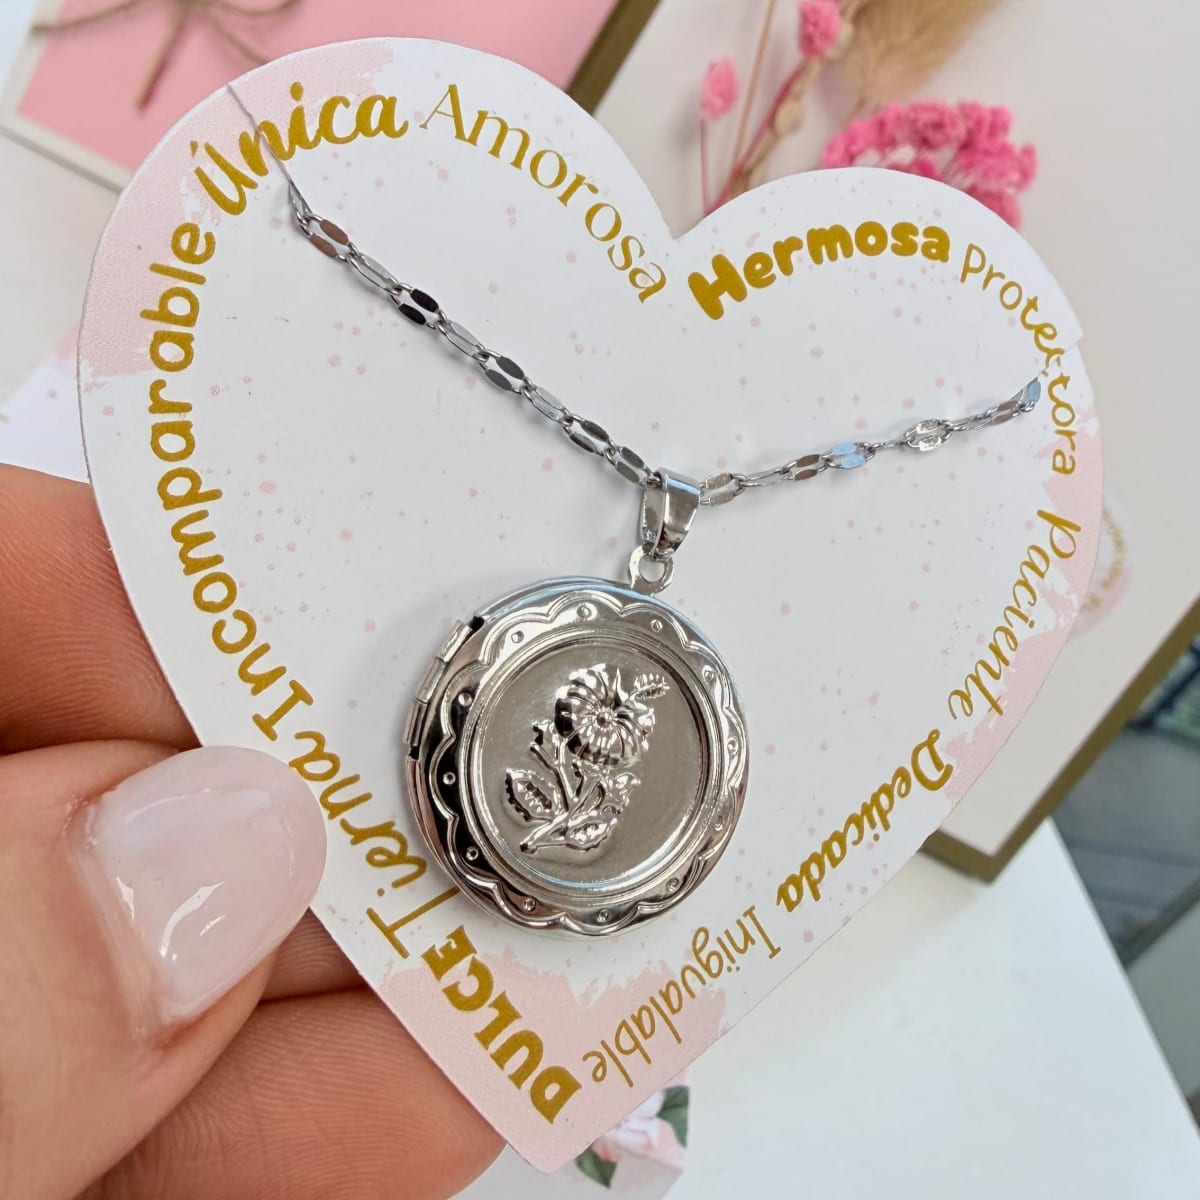 DULCE
Tierna
Incomparable
Única
Amorosa
Hermosa
protectora
Paciente
Dedicada
Inigualable